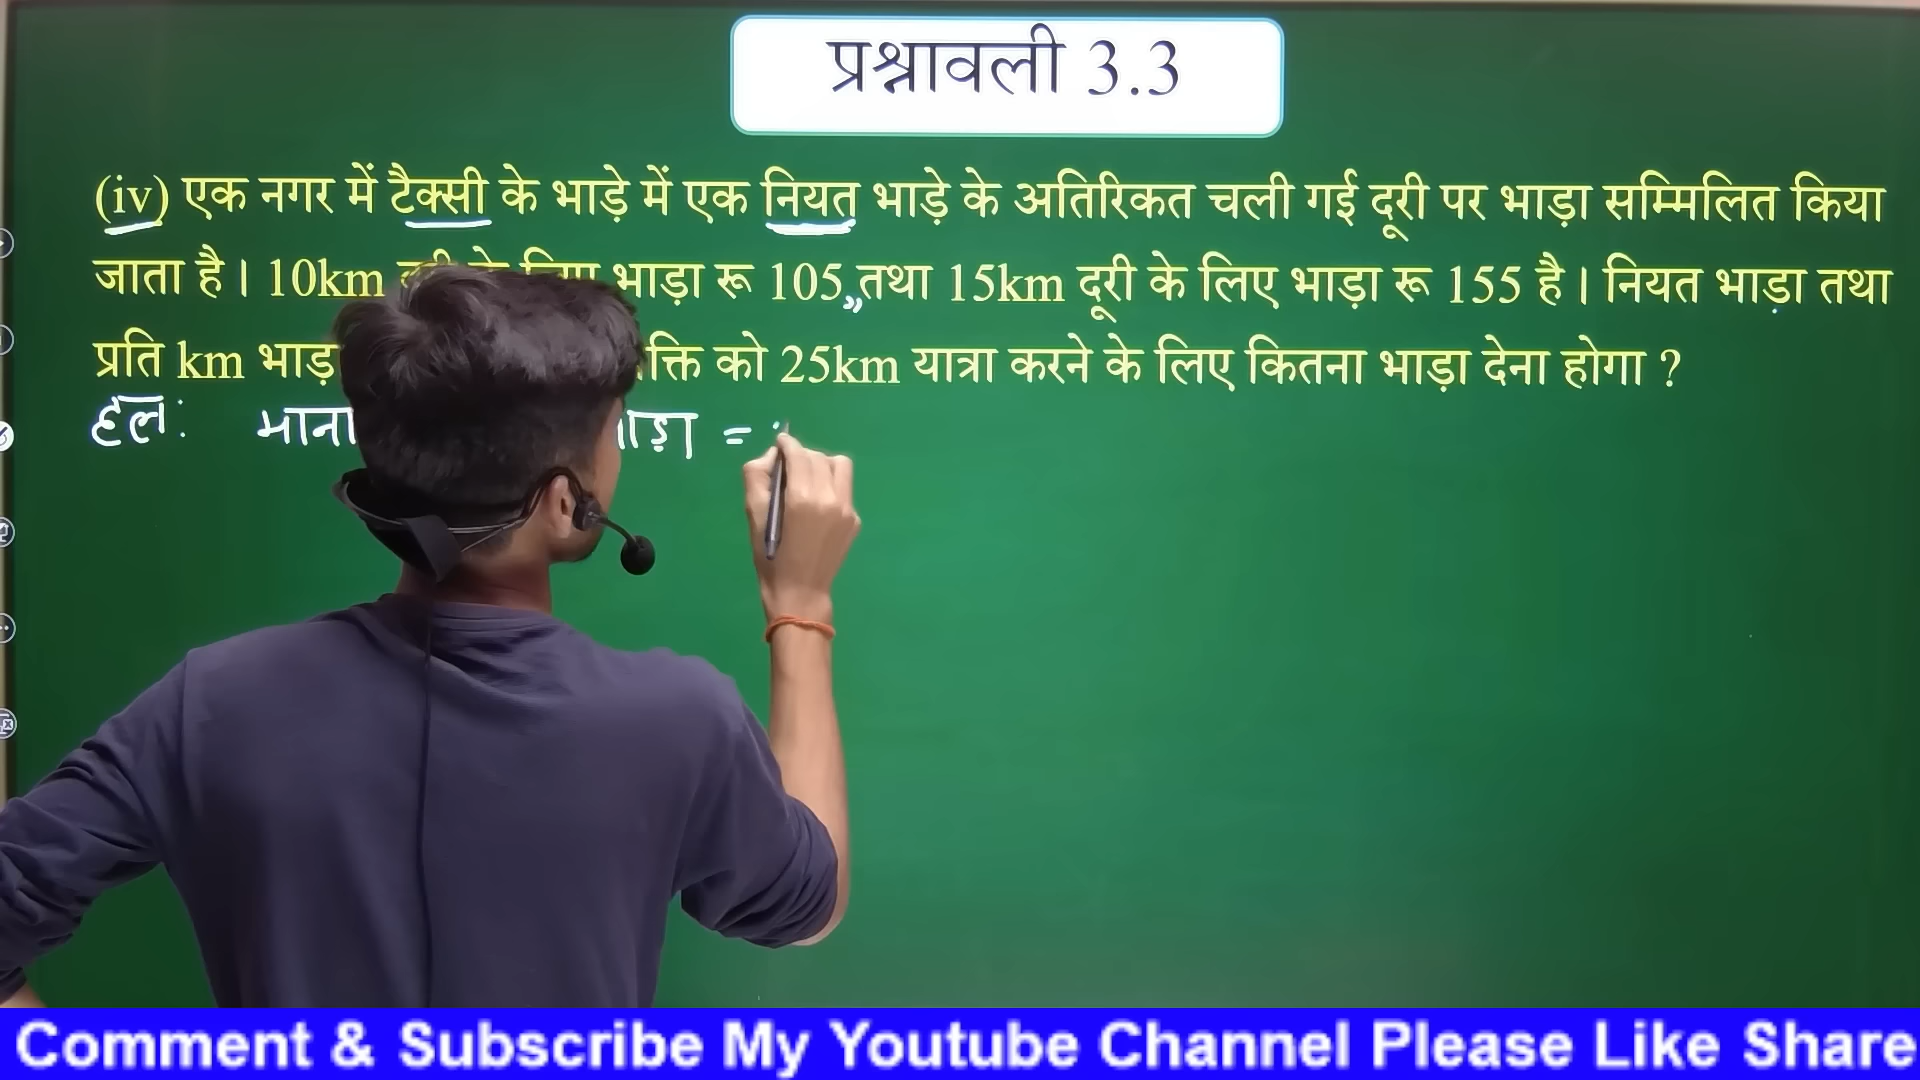 प्रश्नावली 3.3
(iv) एक नगर में टैक्सी के भाड़े में एक नियत भाड़े के अतिरिकत चली गई दूरी पर भाड़ा सम्मिलित किया
जाता है। 10km भाड़ा रू 105,, तथा 15km दूरी के लिए भाड़ा रू 155 है। नियत भाड़ा तथा
प्रति km को 25km यात्रा करने के लिए कितना भाड़ा देना होगा ?
हल: माना =
Comment & Subscribe My Youtube Channel Please Like Share